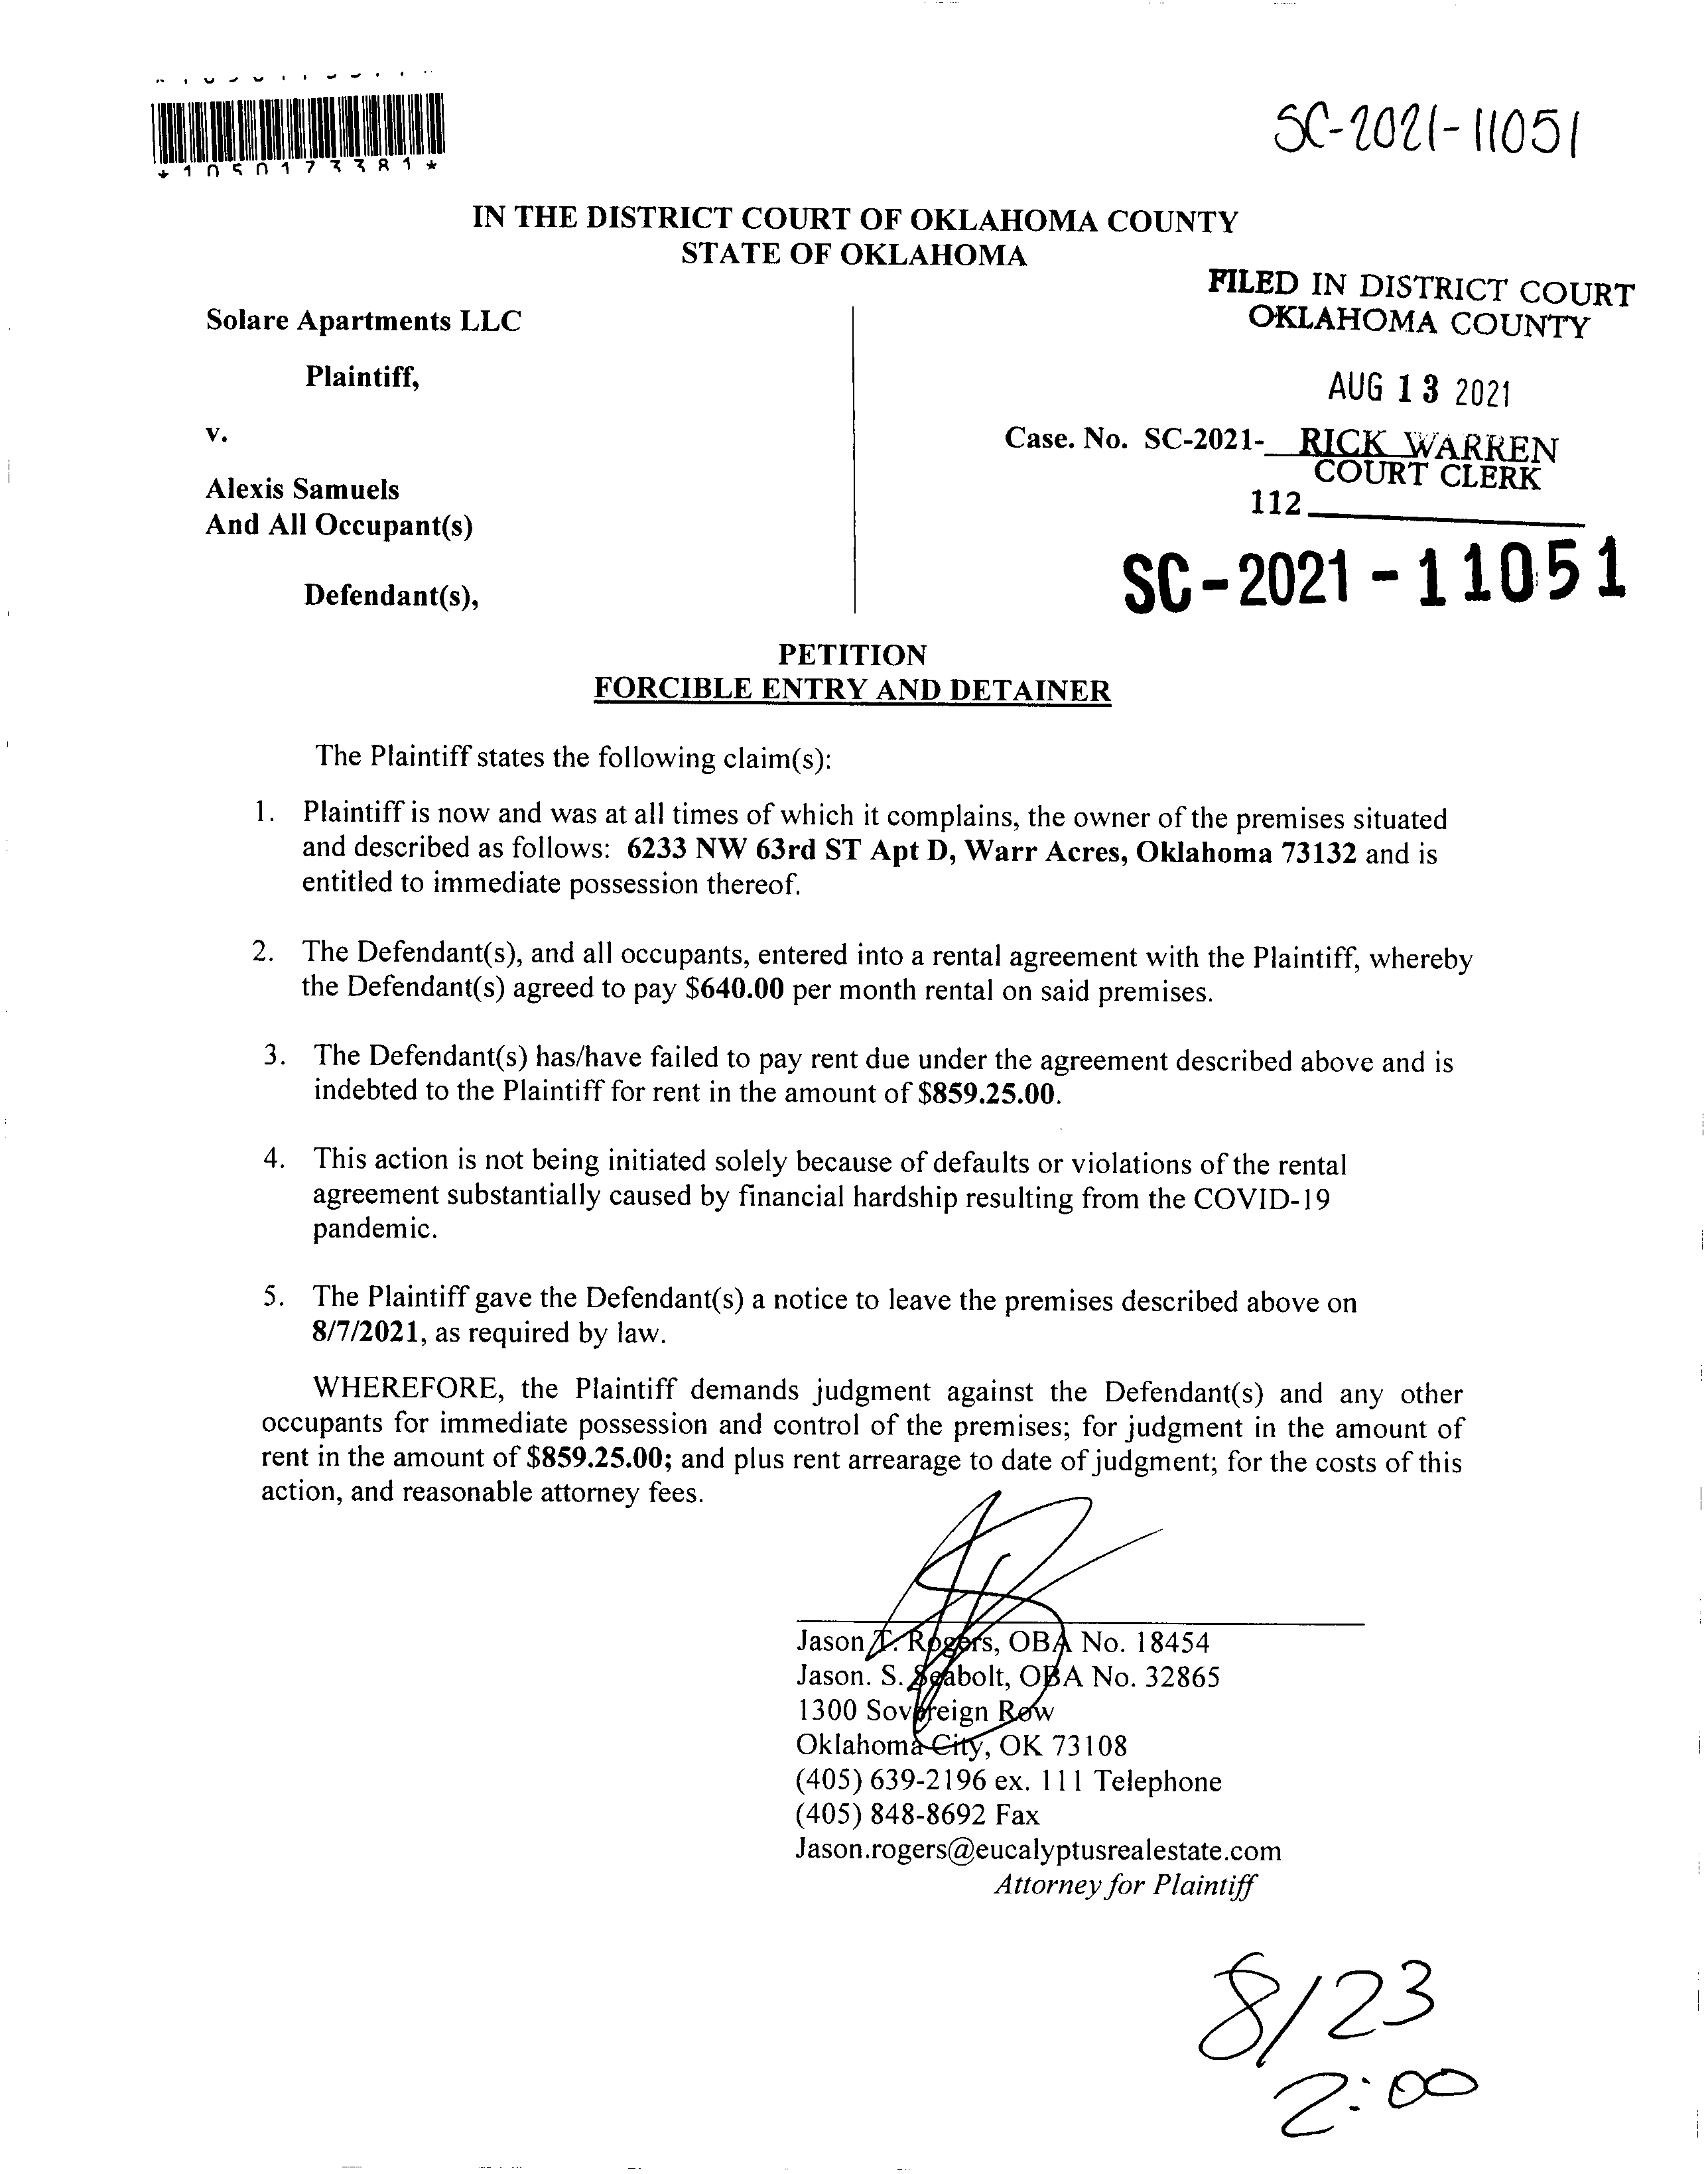 *1050173381*
SC-2021-11051
IN THE DISTRICT COURT OF OKLAHOMA COUNTY
STATE OF OKLAHOMA
FILED IN DISTRICT COURT
OKLAHOMA COUNTY
Solare Apartments LLC
Plaintiff,
AUG 13 2021
v.
Case. No. SC-2021- RICK WARREN
COURT CLERK
Alexis Samuels
112
And All Occupant(s)
SC-2021-11051
Defendant(s),
PETITION
FORCIBLE ENTRY AND DETAINER
The Plaintiff states the following claim(s):
1. Plaintiff is now and was at all times of which it complains, the owner of the premises situated
and described as follows: 6233 NW 63rd ST Apt D, Warr Acres, Oklahoma 73132 and is
entitled to immediate possession thereof.
2. The Defendant(s), and all occupants, entered into a rental agreement with the Plaintiff, whereby
the Defendant(s) agreed to pay $640.00 per month rental on said premises.
3. The Defendant(s) has/have failed to pay rent due under the agreement described above and is
indebted to the Plaintiff for rent in the amount of $859.25.00.
4. This action is not being initiated solely because of defaults or violations of the rental
agreement substantially caused by financial hardship resulting from the COVID-19
pandemic.
5. The Plaintiff gave the Defendant(s) a notice to leave the premises described above on
8/7/2021, as required by law.
WHEREFORE, the Plaintiff demands judgment against the Defendant(s) and any other
occupants for immediate possession and control of the premises; for judgment in the amount of
rent in the amount of $859.25.00; and plus rent arrearage to date of judgment; for the costs of this
action, and reasonable attorney fees.
Jason T. Rogers, OBA No. 18454
Jason. S. Seabolt, OBA No. 32865
1300 Sovereign Row
Oklahoma City, OK 73108
(405) 639-2196 ex. 111 Telephone
(405) 848-8692 Fax
Jason.rogers@eucalyptusrealestate.com
Attorney for Plaintiff
8/23
2:00